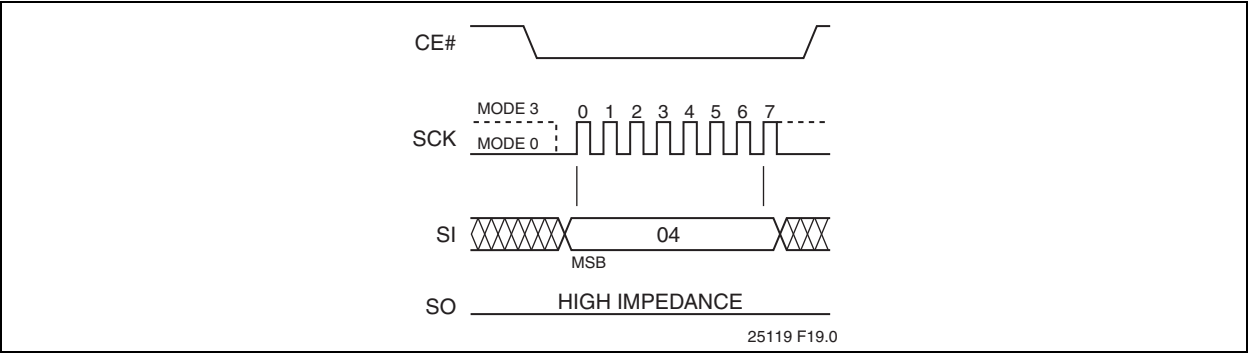 CE#
MODE 3
0 1 2 3 4 5 6 7
SCK
MODE 0
SI
04
MSB
SO
HIGH IMPEDANCE
25119 F19.0